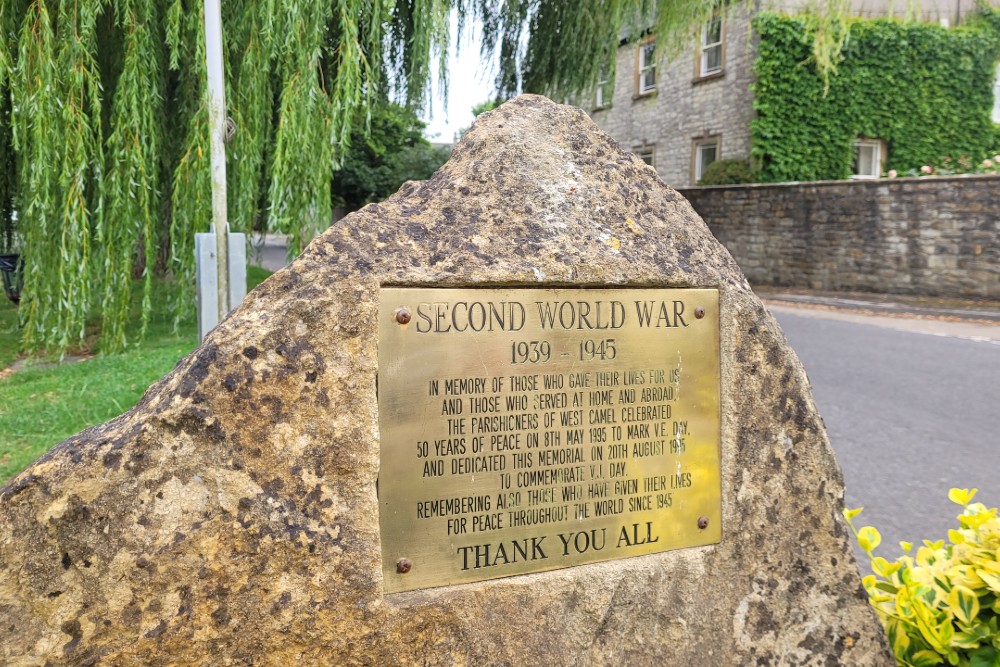 SECOND WORLD WAR
1939 - 1945
IN MEMORY OF THOSE WHO GAVE THEIR LIVES FOR US
AND THOSE WHO SERVED AT HOME AND ABROAD,
THE PARISHICNERS OF WEST CAMEL CELEBRATED
50 YEARS OF PEACE ON 8TH MAY 1995 TO MARK V.E. DAY.
AND DEDICATED THIS MEMORIAL ON 20TH AUGUST 1995
TO COMMEMORATE V.J. DAY.
REMEMBERING ALSO THOSE WHO HAVE GIVEN THEIR LIVES
FOR PEACE THROUGHOUT THE WORLD SINCE 1945
THANK YOU ALL